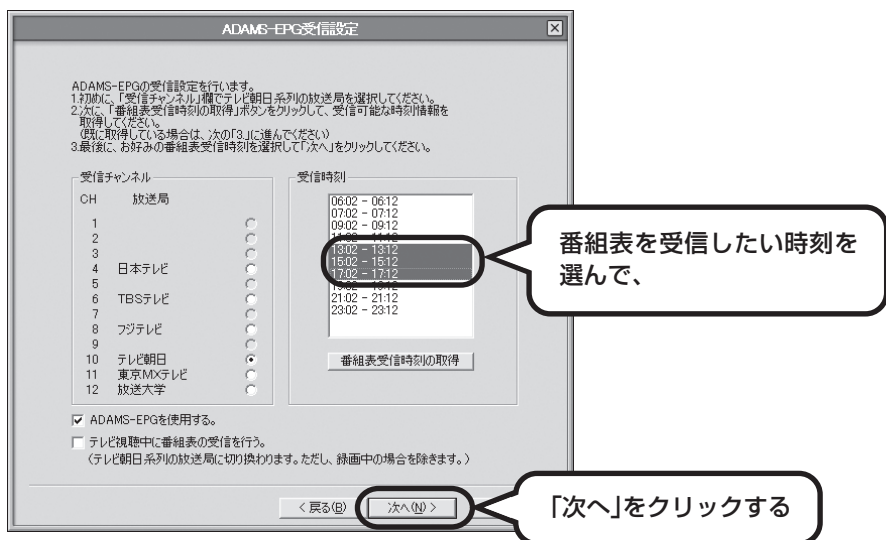 ADAMS-EPG受信設定
ADAMS-EPGの受信設定を行います。
1.初めに、「受信チャンネル」欄でテレビ朝日系列の放送局を選択してください。
2.次に、「番組表受信時刻の取得」ボタンをクリックして、受信可能な時刻情報を
取得してください。
(既に取得している場合は、次の「3.」に進んでください)
3.最後に、お好みの番組表受信時刻を選択して「次へ」をクリックしてください。
受信チャンネル
CH 放送局
1
2
3
4 日本テレビ
5
6 TBSテレビ
7
8 フジテレビ
9
10 テレビ朝日
11 東京MXテレビ
12 放送大学
受信時刻
06:02 - 06:12
07:02 - 07:12
09:02 - 09:12
13:02 - 13:12
15:02 - 15:12
17:02 - 17:12
21:02 - 21:12
23:02 - 23:12
番組表受信時刻の取得
番組表を受信したい時刻を
選んで、
ADAMS-EPGを使用する。
テレビ視聴中に番組表の受信を行う。
(テレビ朝日系列の放送局に切り換わります。ただし、録画中の場合を除きます。)
< 戻る(B)
次へ(N) >
「次へ」をクリックする